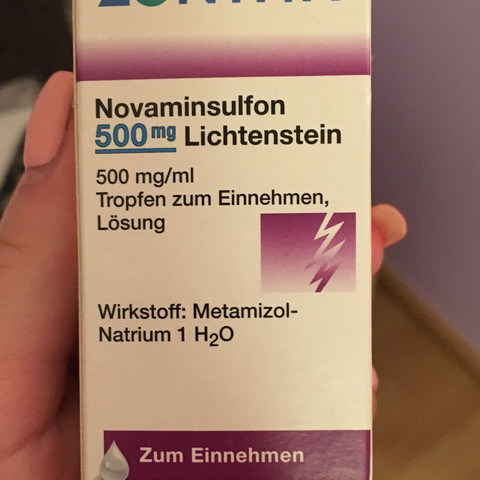 Novaminsulfon
500 mg Lichtenstein
500 mg/ml
Tropfen zum Einnehmen,
Lösung
Wirkstoff: Metamizol-
Natrium 1 H₂O
Zum Einnehmen